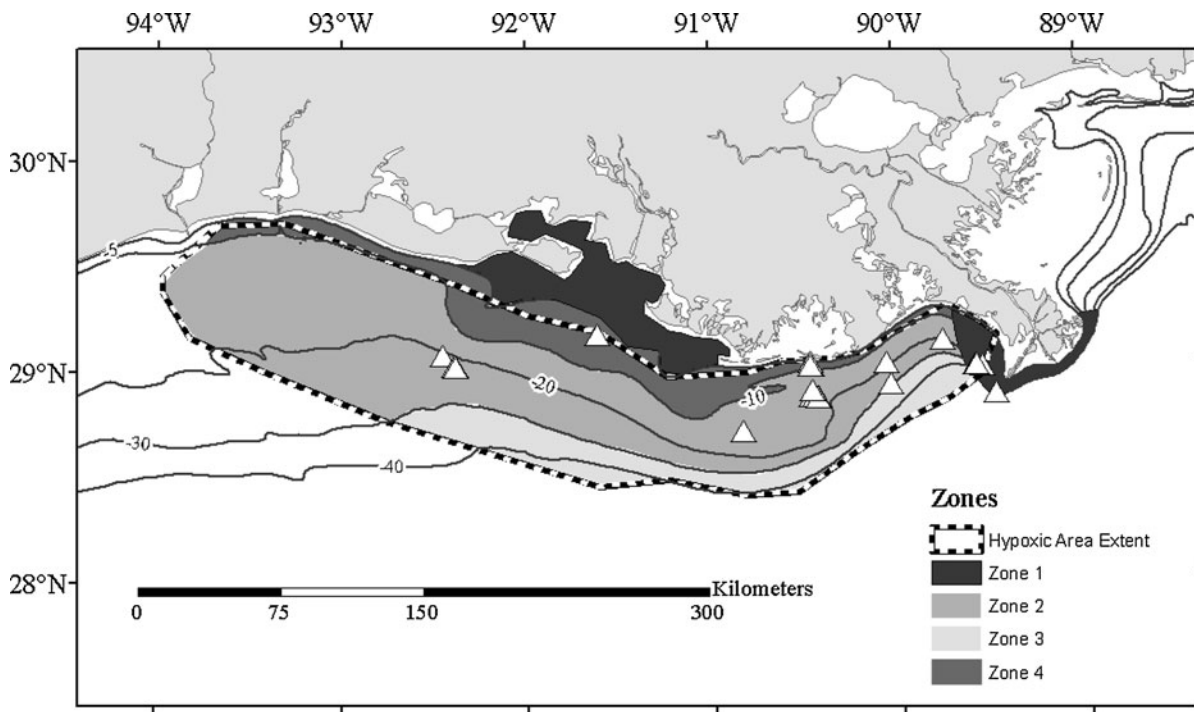 94°W 93°W 92°W 91°W 90°W 89°W
30°N
-5
29°N
-20
-10
-30
-40
Zones
Hypoxic Area Extent
Zone 1
28°N
Kilometers
0 75 150 300
Zone 2
Zone 3
Zone 4